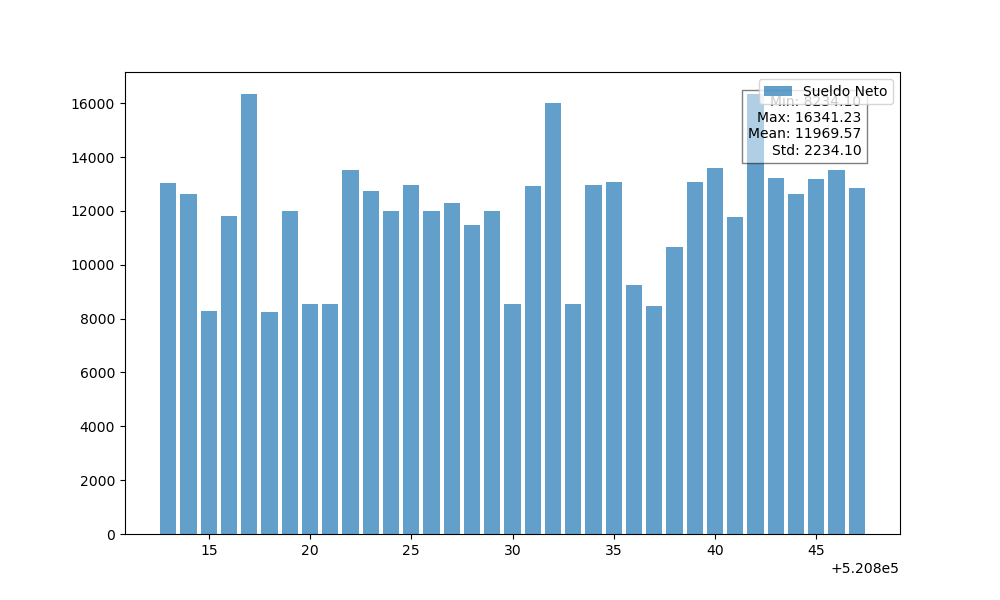 Sueldo Neto
Min: 8234.10
Max: 16341.23
Mean: 11969.57
Std: 2234.10
16000
14000
12000
10000
8000
6000
4000
2000
0
15 20 25 30 35 40 45
+5.208e5